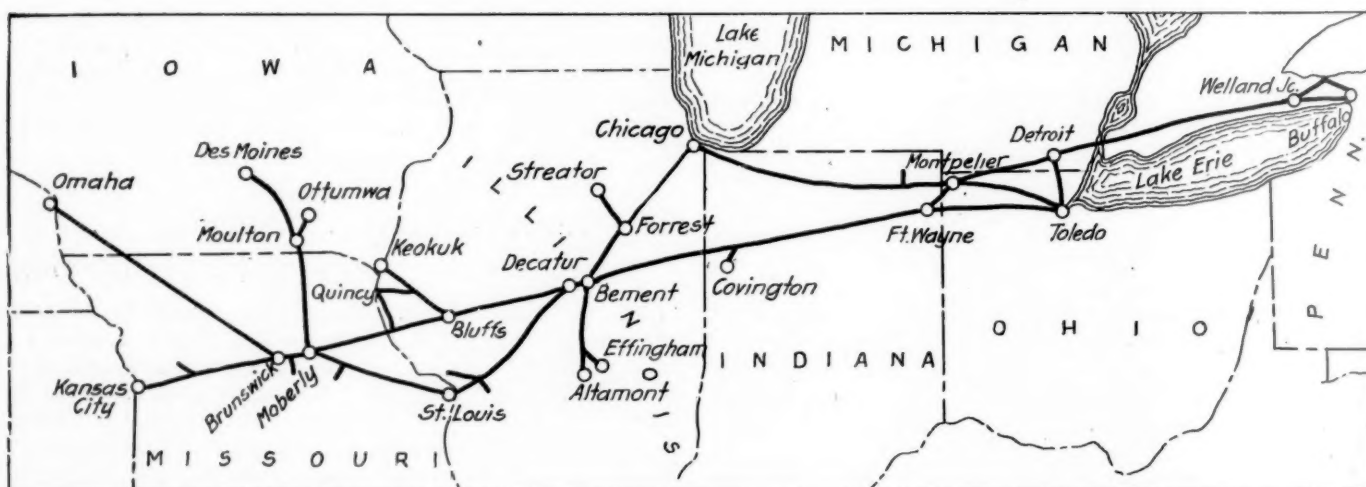 Lake
Michigan
MICHIGAN
IOWA
Welland Jc.
Buffalo
Chicago
Detroit
Des Moines
Montpelier
Lake Erie
Omaha
Ottumwa
Streator
ILLINOIS
Moulton
Keokuk
Forrest
Ft. Wayne
Toledo
PENN
Decatur
Quincy
Bement
Covington
Bluffs
OHIO
Effingham
INDIANA
Kansas
City
Brunswick
Moberly
St. Louis
Altamont
MISSOURI